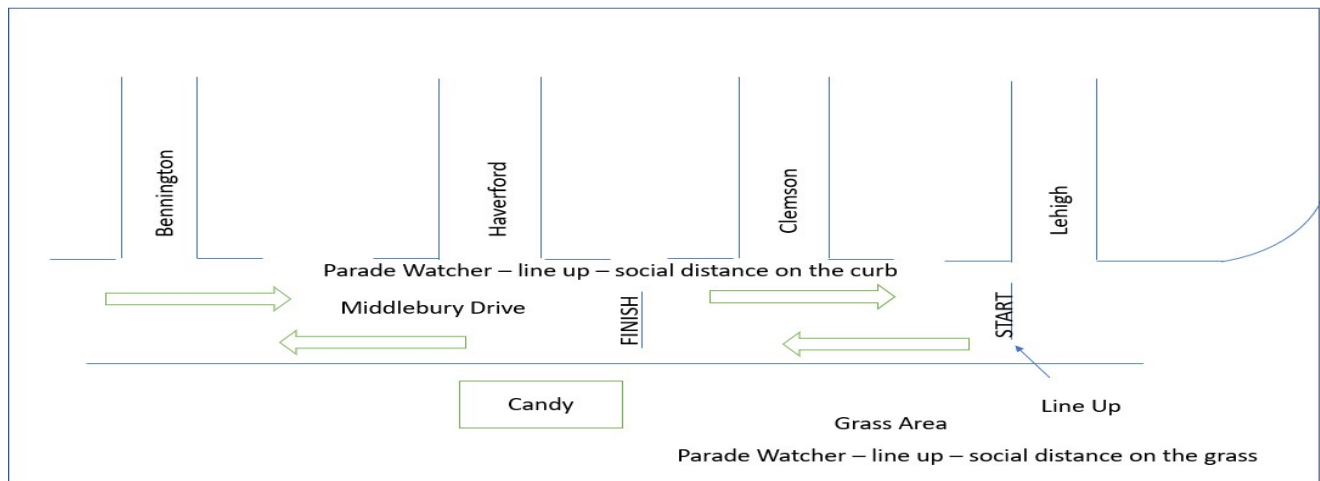 Bennington
Haverford
Clemson
Lehigh
Parade Watcher – line up – social distance on the curb
Middlebury Drive
FINISH
START
Candy
Line Up
Grass Area
Parade Watcher – line up – social distance on the grass